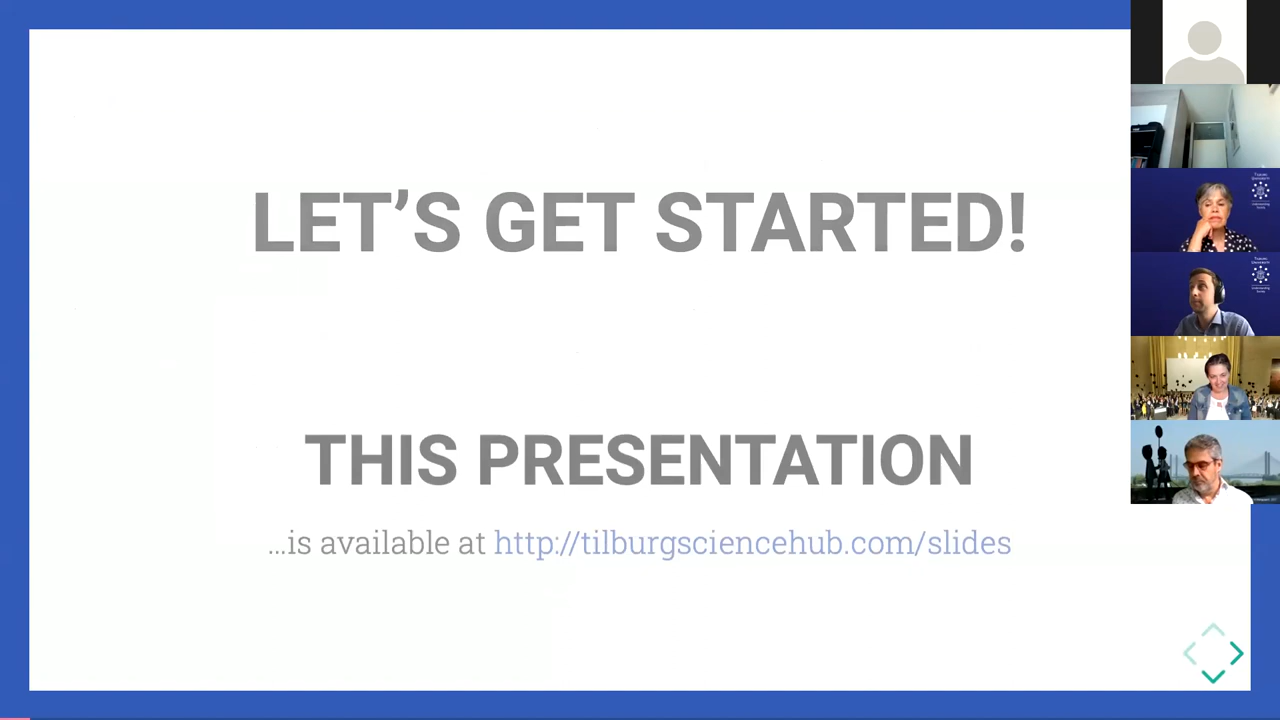 LET'S GET STARTED!
THIS PRESENTATION
...is available at http://tilburgsciencehub.com/slides